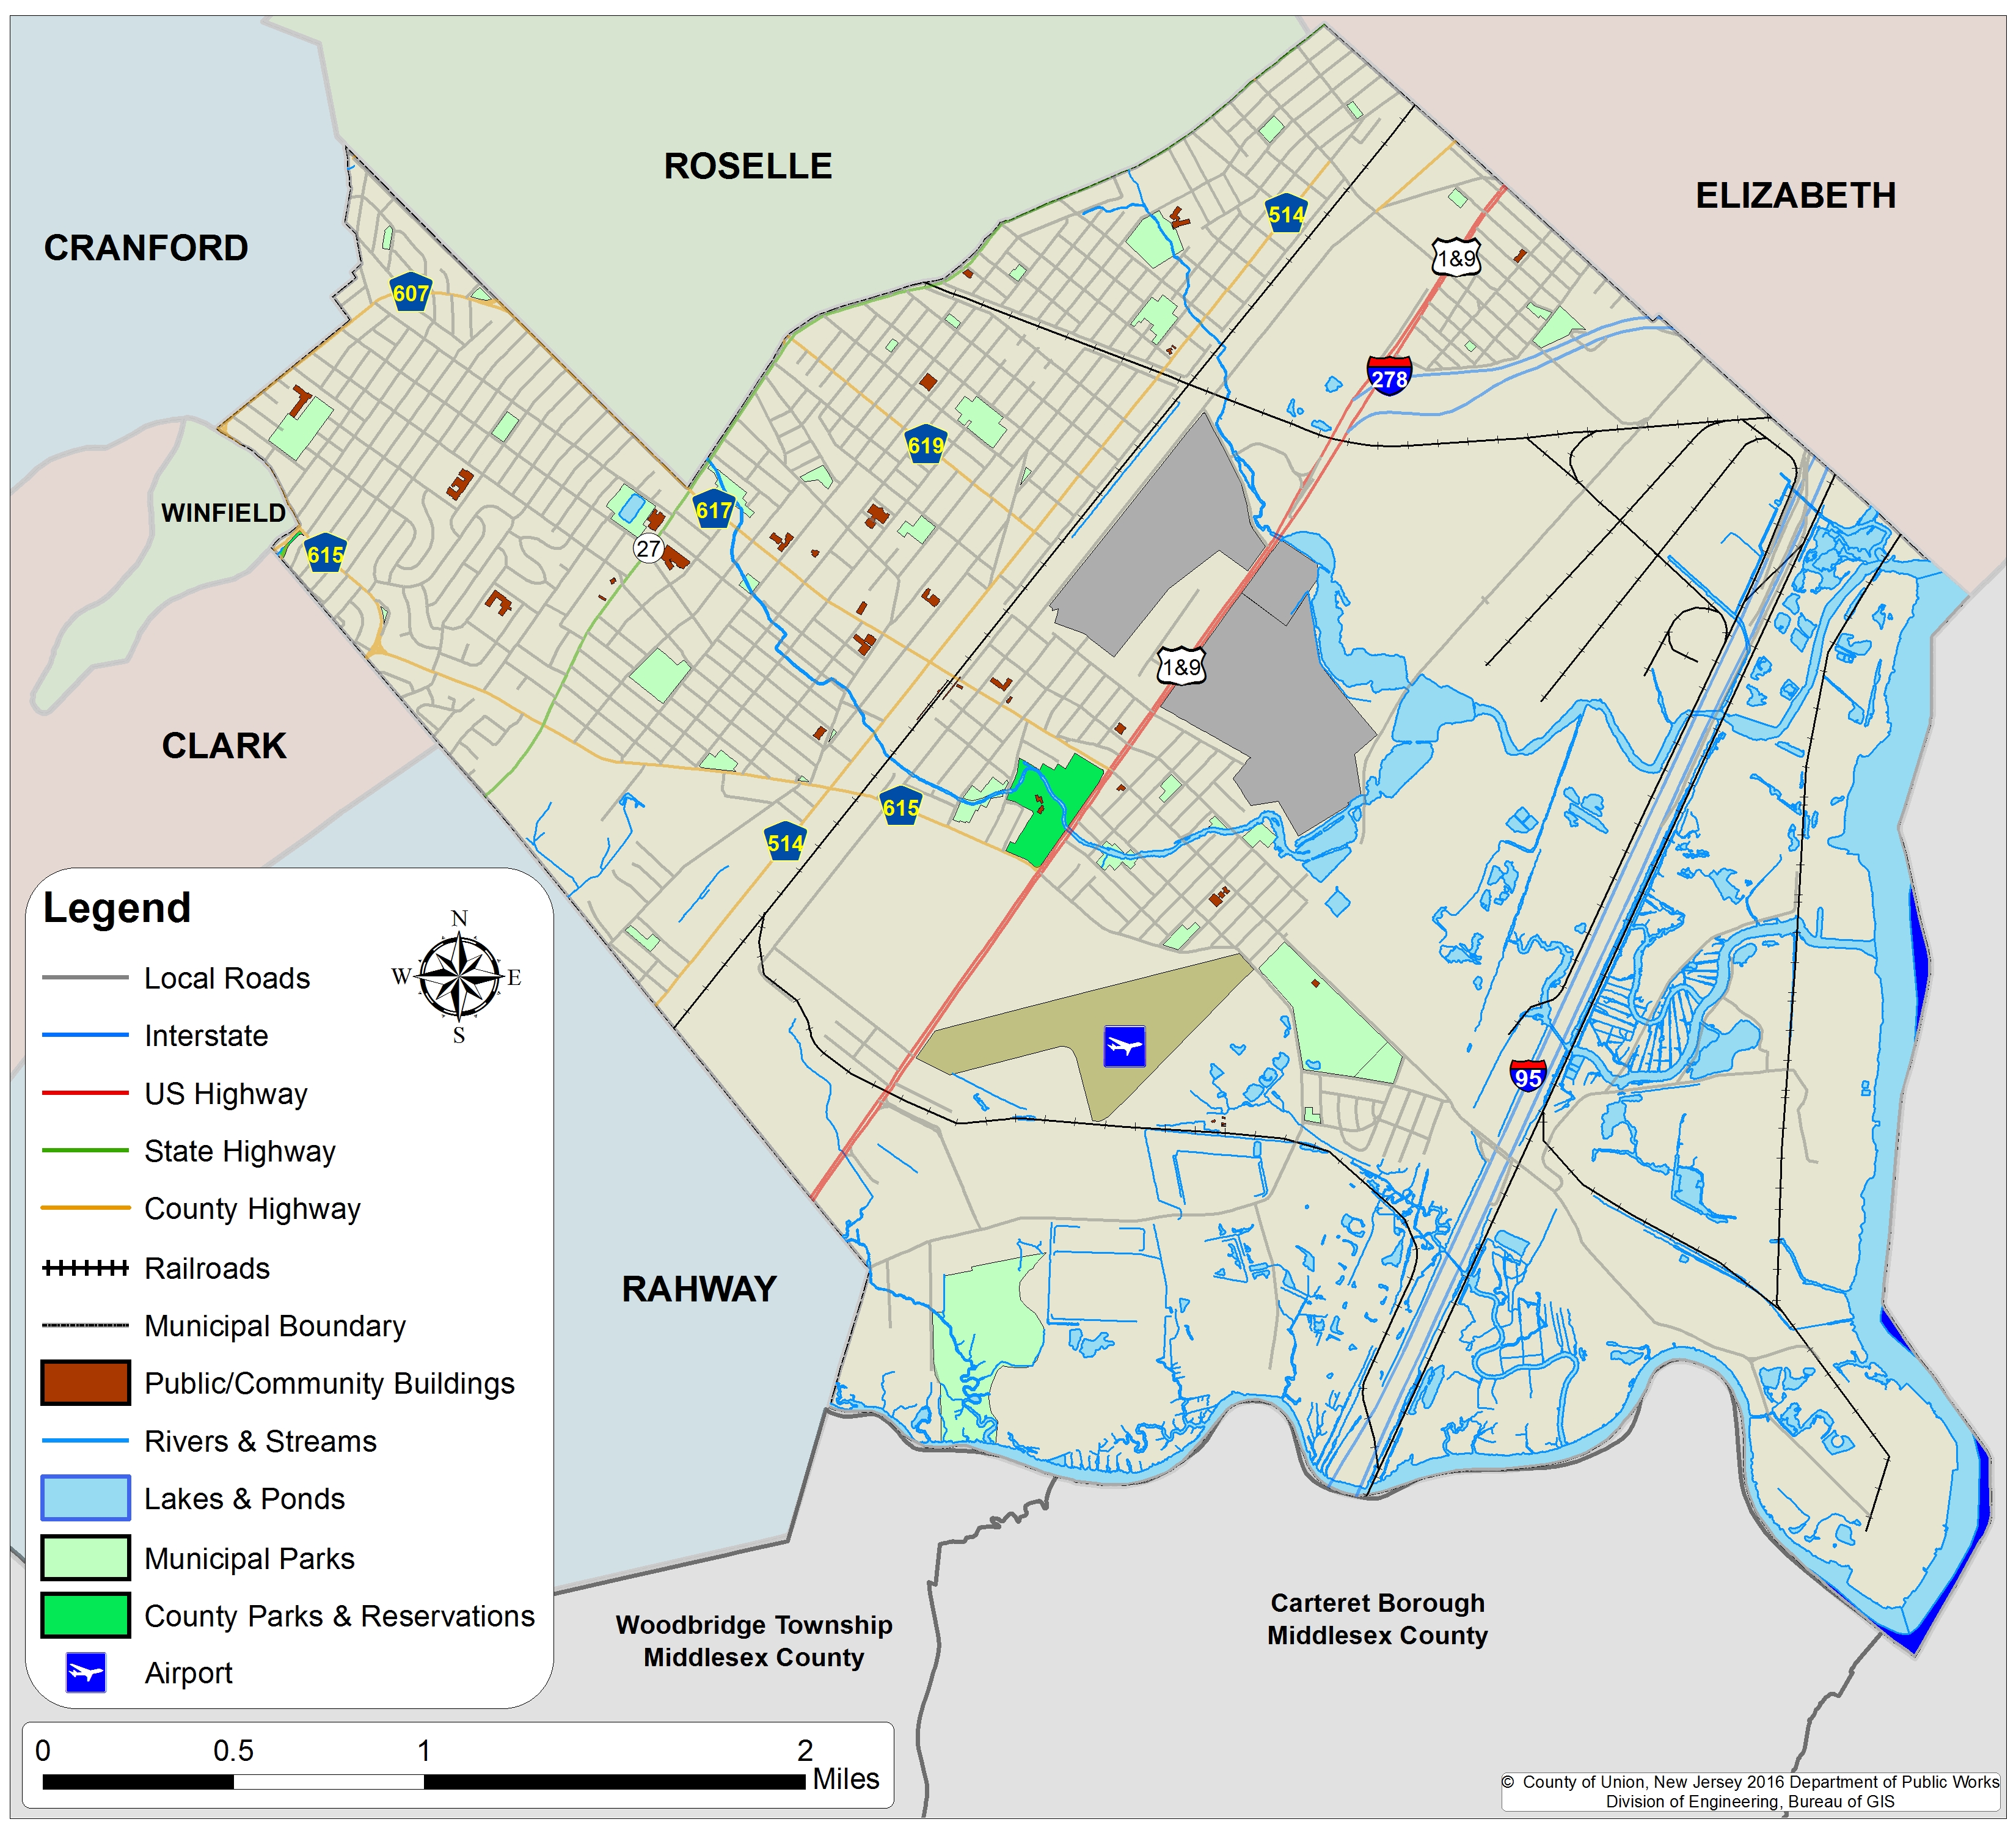 ROSELLE
ELIZABETH
CRANFORD
514
1&9
607
278
619
WINFIELD
617
615
27
1&9
CLARK
615
514
95
RAHWAY
Legend
N
W
E
S
Local Roads
Interstate
US Highway
State Highway
County Highway
Railroads
Municipal Boundary
Public/Community Buildings
Rivers & Streams
Lakes & Ponds
Municipal Parks
County Parks & Reservations
Airport
Woodbridge Township
Middlesex County
Carteret Borough
Middlesex County
0 0.5 1 2
Miles
© County of Union, New Jersey 2016 Department of Public Works
Division of Engineering, Bureau of GIS